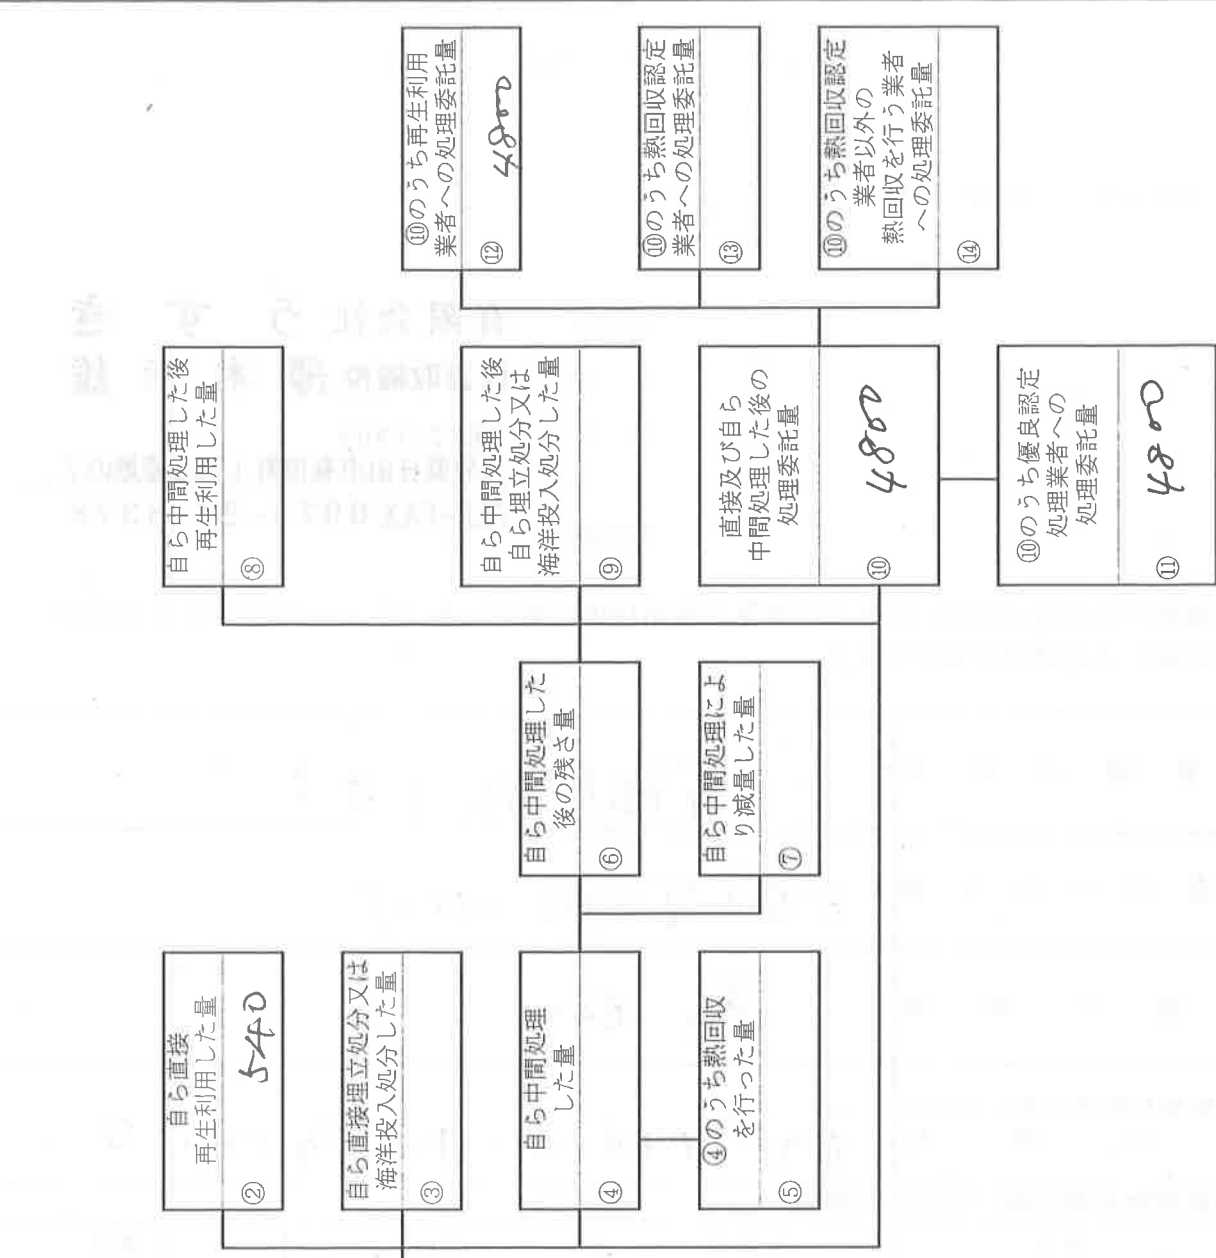 自ら直接
再生利用した量
②
540
自ら直接埋立処分又は
海洋投入処分した量
③
自ら中間処理
した量
④
④のうち熱回収
を行った量
⑤
自ら中間処理した
後の残さ量
⑥
自ら中間処理によ
り減量した量
⑦
自ら中間処理した後
再生利用した量
⑧
自ら中間処理した後
自ら埋立処分又は
海洋投入処分した量
⑨
直接及び自ら
中間処理した後の
処理委託量
⑩
4800
⑩のうち優良認定
処理業者への
処理委託量
⑪
4800
⑩のうち再生利用
業者への処理委託量
⑫
4800
⑩のうち熱回収認定
業者への処理委託量
⑬
⑩のうち熱回収認定
業者以外の
熱回収を行う業者
への処理委託量
⑭